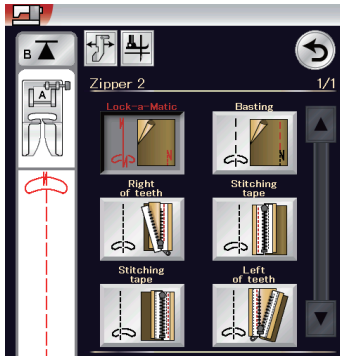 B
A
Zipper 2 1/1
Lock-a-Matic Basting
Right
of teeth
Stitching
tape
Stitching
tape
Left
of teeth